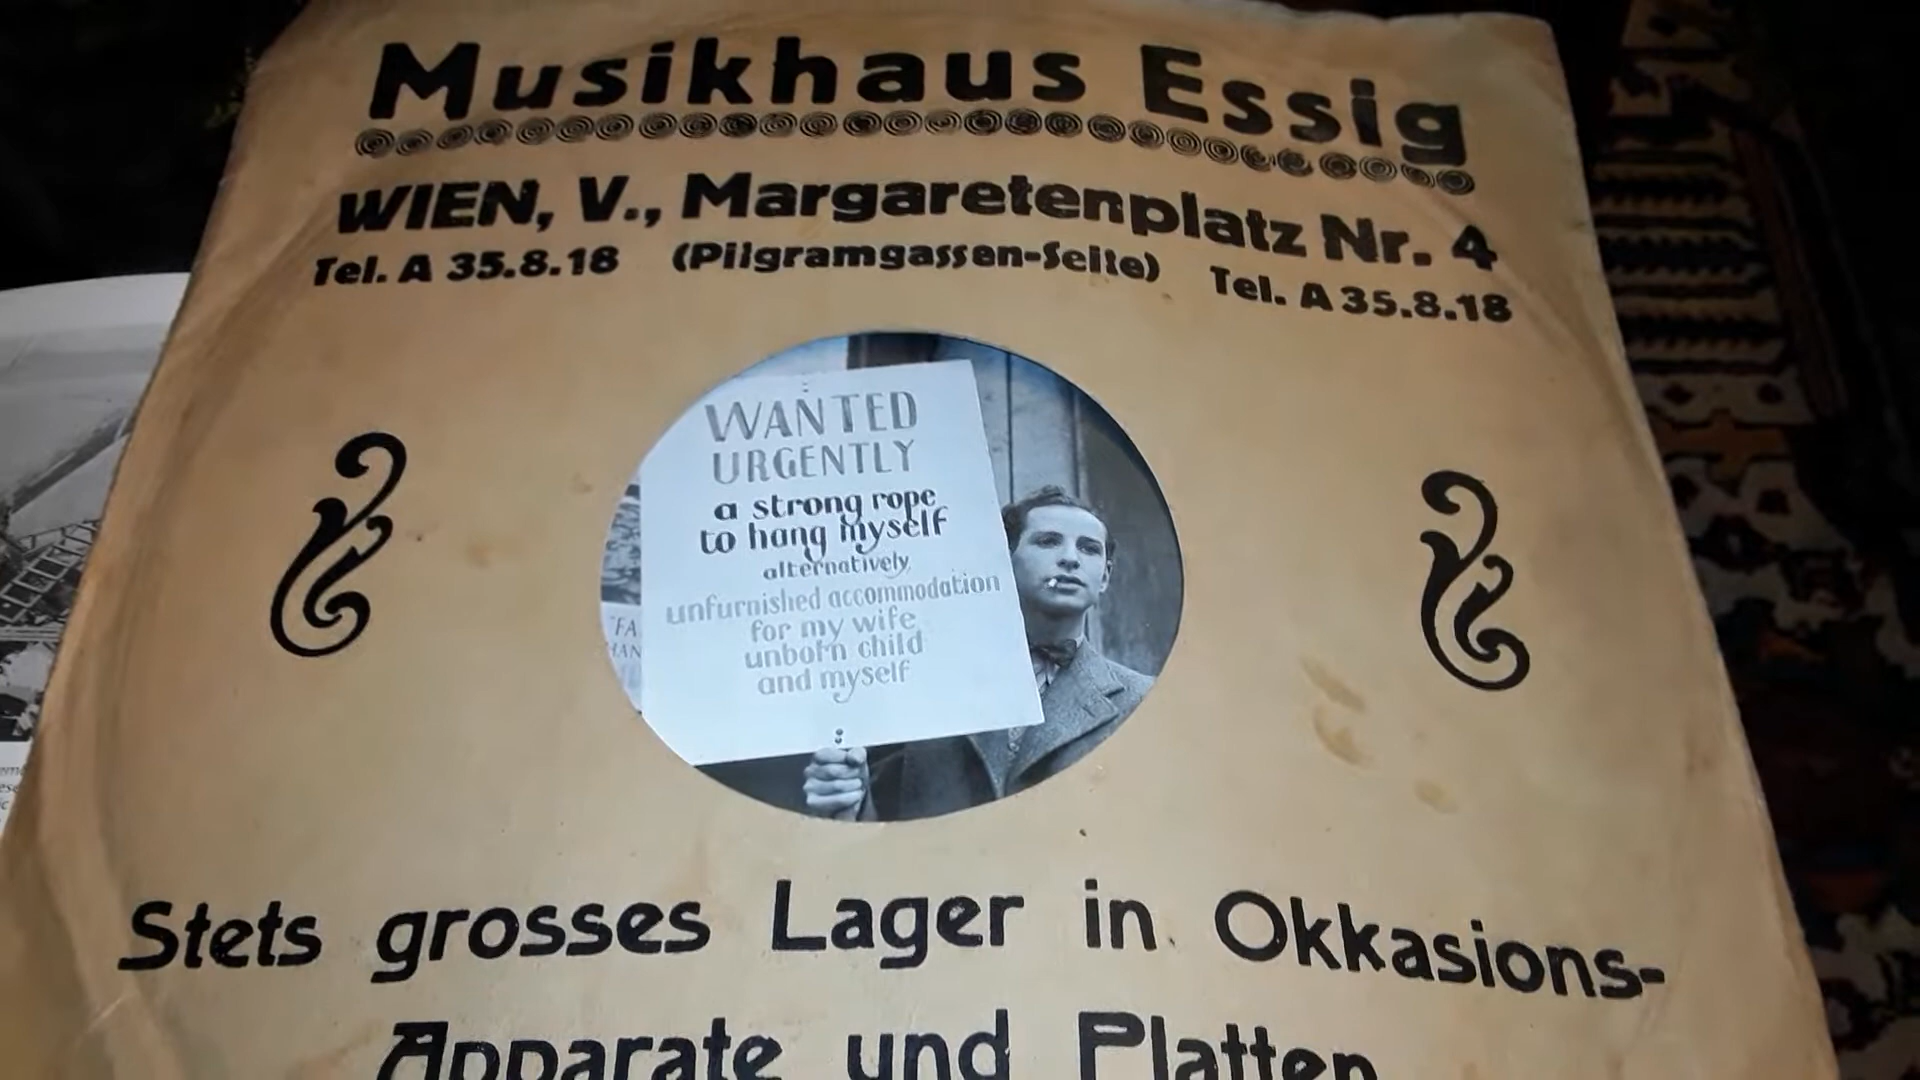 Musikhaus Essig
WIEN, V., Margaretenplatz Nr. 4
Tel. A 35.8.18 (Pilgramgassen-Seite) Tel. A 35.8.18
WANTED
URGENTLY
a strong rope
to hang myself
alternatively
unfurnished accommodation
for my wife
unborn child
and myself
Stets grosses Lager in Okkasions-
Apparate und Platten